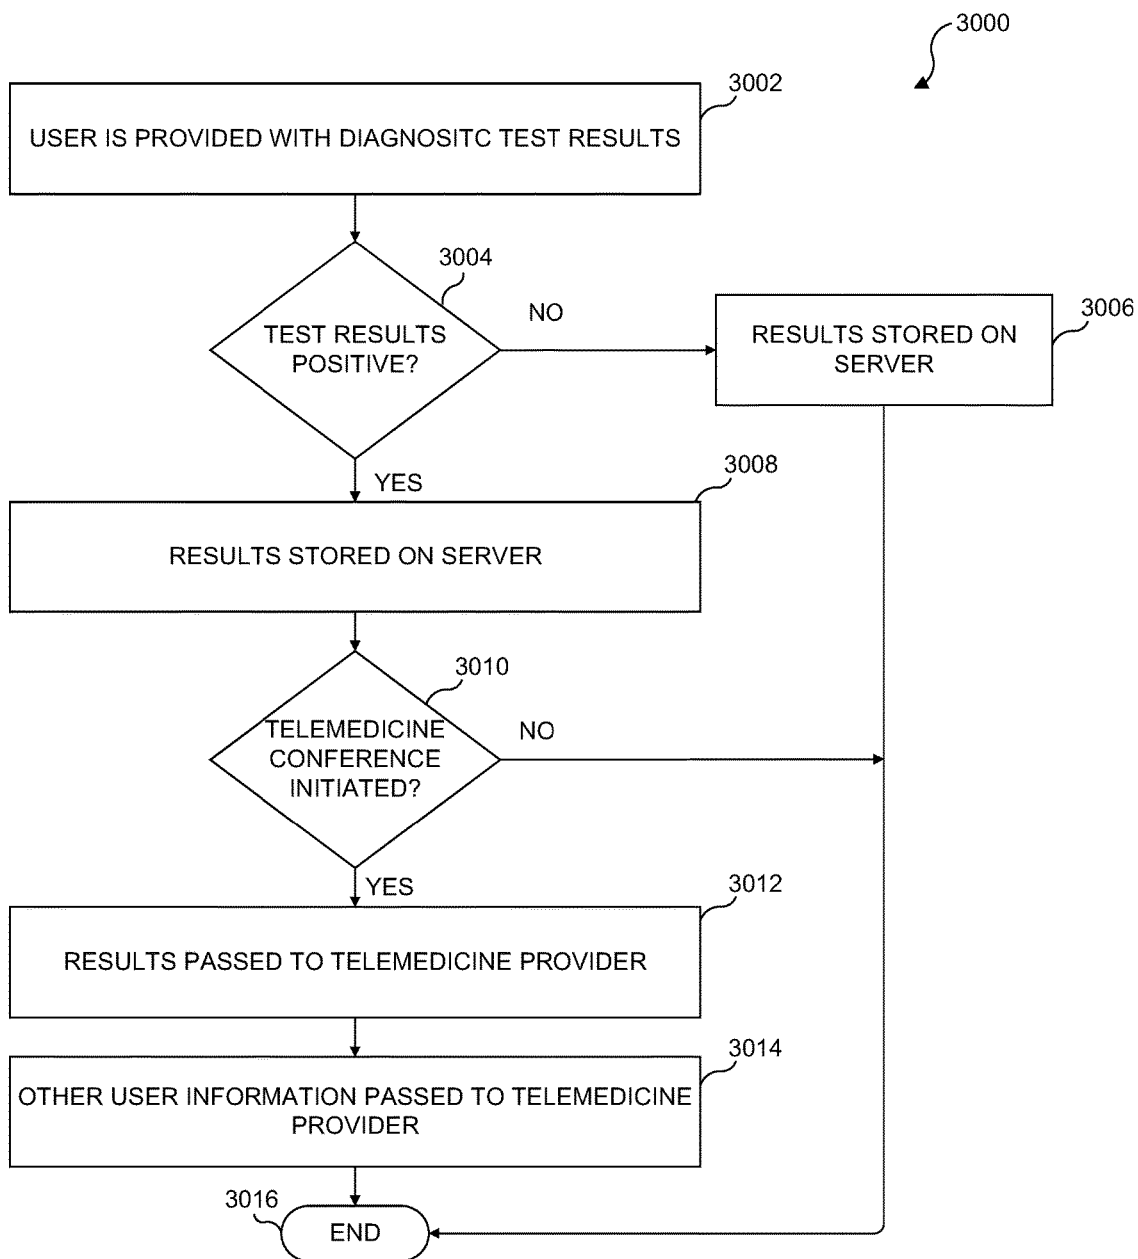 3000
3002
USER IS PROVIDED WITH DIAGNOSITC TEST RESULTS
3004
TEST RESULTS
POSITIVE?
NO
3006
RESULTS STORED ON
SERVER
YES
3008
RESULTS STORED ON SERVER
3010
TELEMEDICINE
CONFERENCE
INITIATED?
NO
YES
3012
RESULTS PASSED TO TELEMEDICINE PROVIDER
3014
OTHER USER INFORMATION PASSED TO TELEMEDICINE
PROVIDER
3016
END